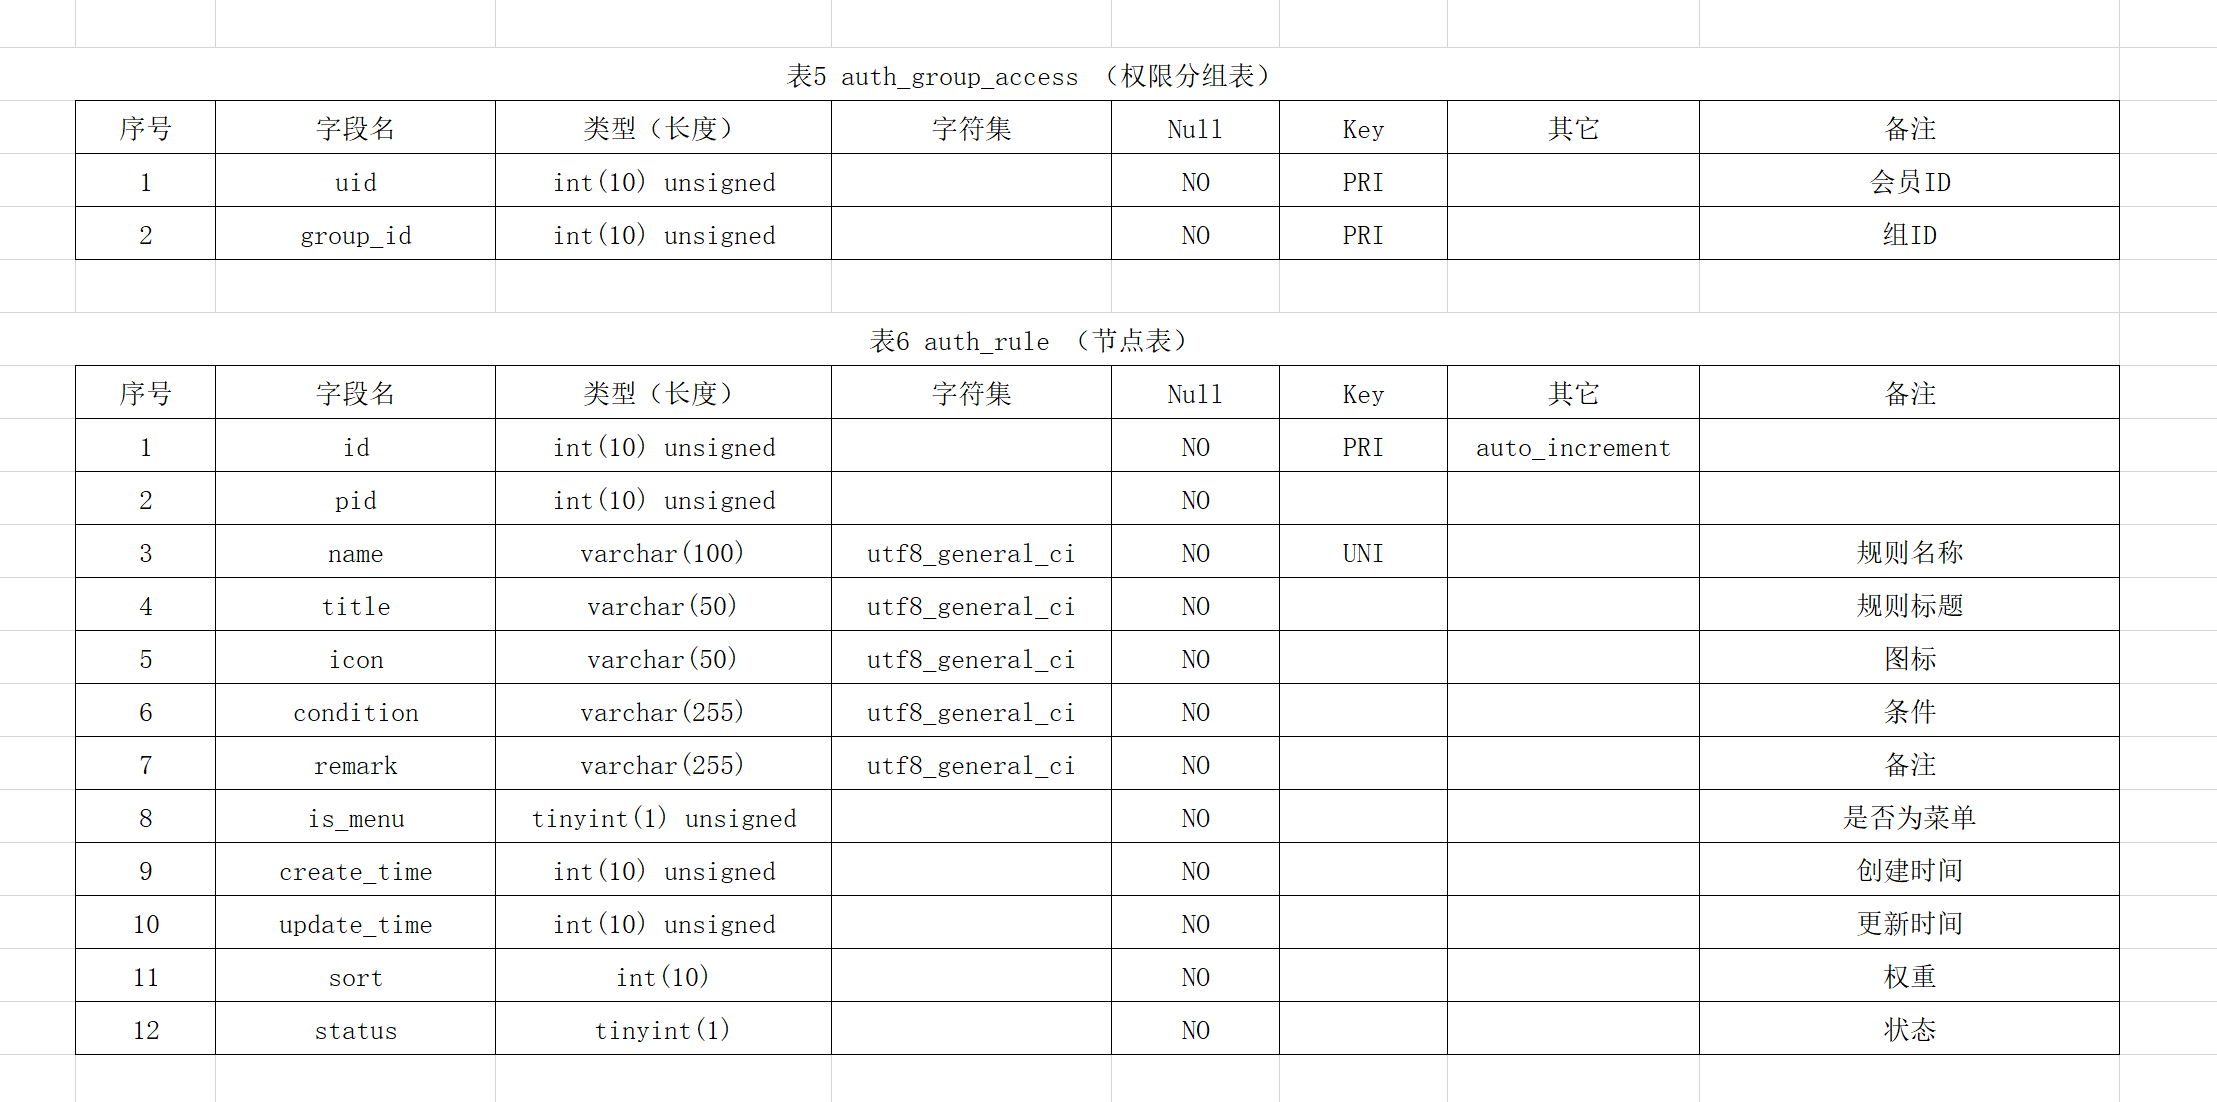 表5 auth_group_access （权限分组表）
序号 字段名 类型（长度） 字符集 Null Key 其它 备注
1 uid int(10) unsigned NO PRI 会员ID
2 group_id int(10) unsigned NO PRI 组ID
表6 auth_rule （节点表）
序号 字段名 类型（长度） 字符集 Null Key 其它 备注
1 id int(10) unsigned NO PRI auto_increment
2 pid int(10) unsigned NO
3 name varchar(100) utf8_general_ci NO UNI 规则名称
4 title varchar(50) utf8_general_ci NO 规则标题
5 icon varchar(50) utf8_general_ci NO 图标
6 condition varchar(255) utf8_general_ci NO 条件
7 remark varchar(255) utf8_general_ci NO 备注
8 is_menu tinyint(1) unsigned NO 是否为菜单
9 create_time int(10) unsigned NO 创建时间
10 update_time int(10) unsigned NO 更新时间
11 sort int(10) NO 权重
12 status tinyint(1) NO 状态